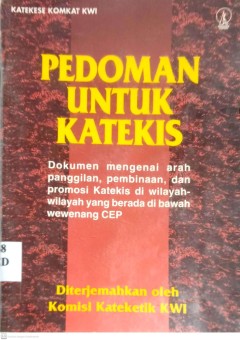 KATEKESE KOMKAT KWI
PEDOMAN
UNTUK
KATEKIS
Dokumen mengenai arah
panggilan, pembinaan, dan
promosi Katekis di wilayah-
wilayah yang berada di bawah
wewenang CEP
8
D
Diterjemahkan oleh
Komisi Kateketik KWI